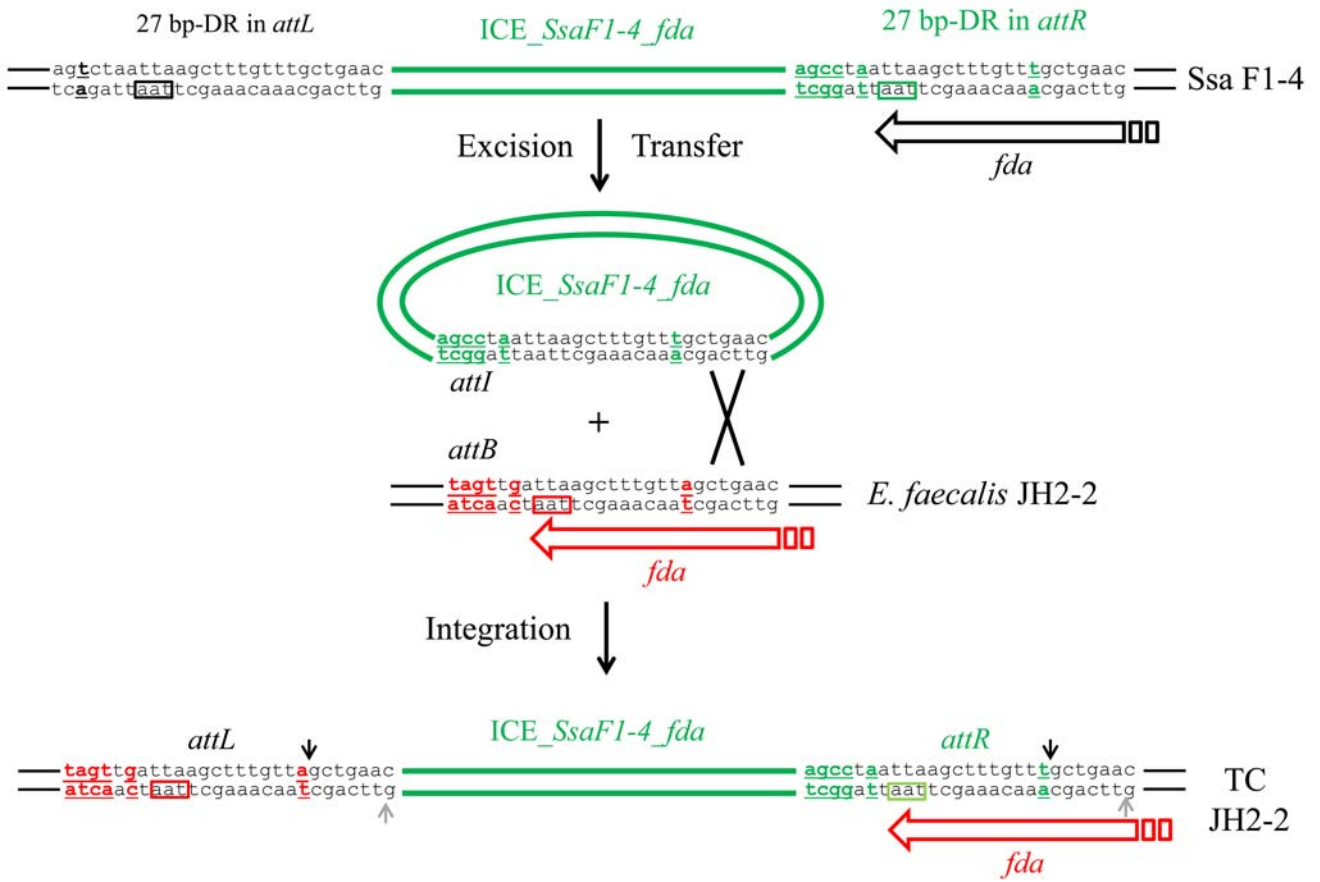 27 bp-DR in attL ICE_SsaF1-4_fda 27 bp-DR in attR
agtctaattaagctttgtttgctgaac agcctaattaagctttgtttgctgaac
tcagattaattcgaaacaaacgacttg tcggattaattcgaaacaaacgacttg
Ssa F1-4
fda
Excision Transfer
ICE_SsaF1-4_fda
agcctaattaagctttgtttgctgaac
tcggattaattcgaaacaaacgacttg
attI
+
attB
tagttgattaagctttgttagctgaac
atcaactaattcgaaacaatcgacttg
E. faecalis JH2-2
fda
Integration
attL ICE_SsaF1-4_fda attR
tagttgattaagctttgttagctgaac agcctaattaagctttgtttgctgaac
atcaactaattcgaaacaatcgacttg tcggattaattcgaaacaaacgacttg
TC
JH2-2
fda